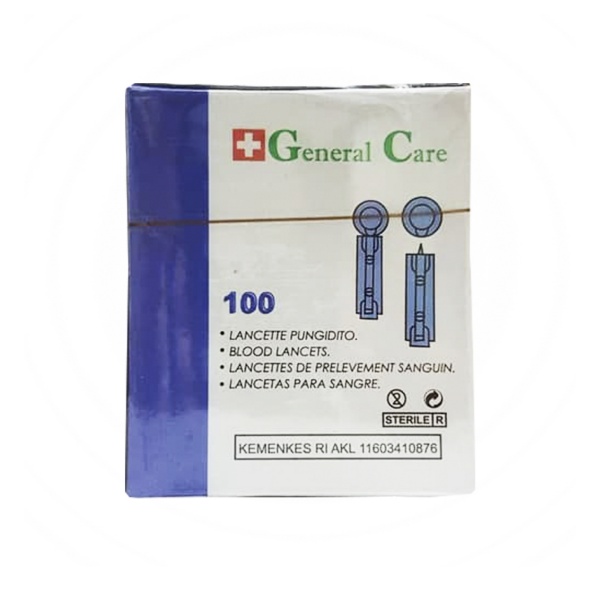 General Care
100
• LANCETTE PUNGIDITO.
• BLOOD LANCETS.
• LANCETTES DE PRELEVEMENT SANGUIN.
• LANCETAS PARA SANGRE.
2
STERILE R
KEMENKES RI AKL 11603410876